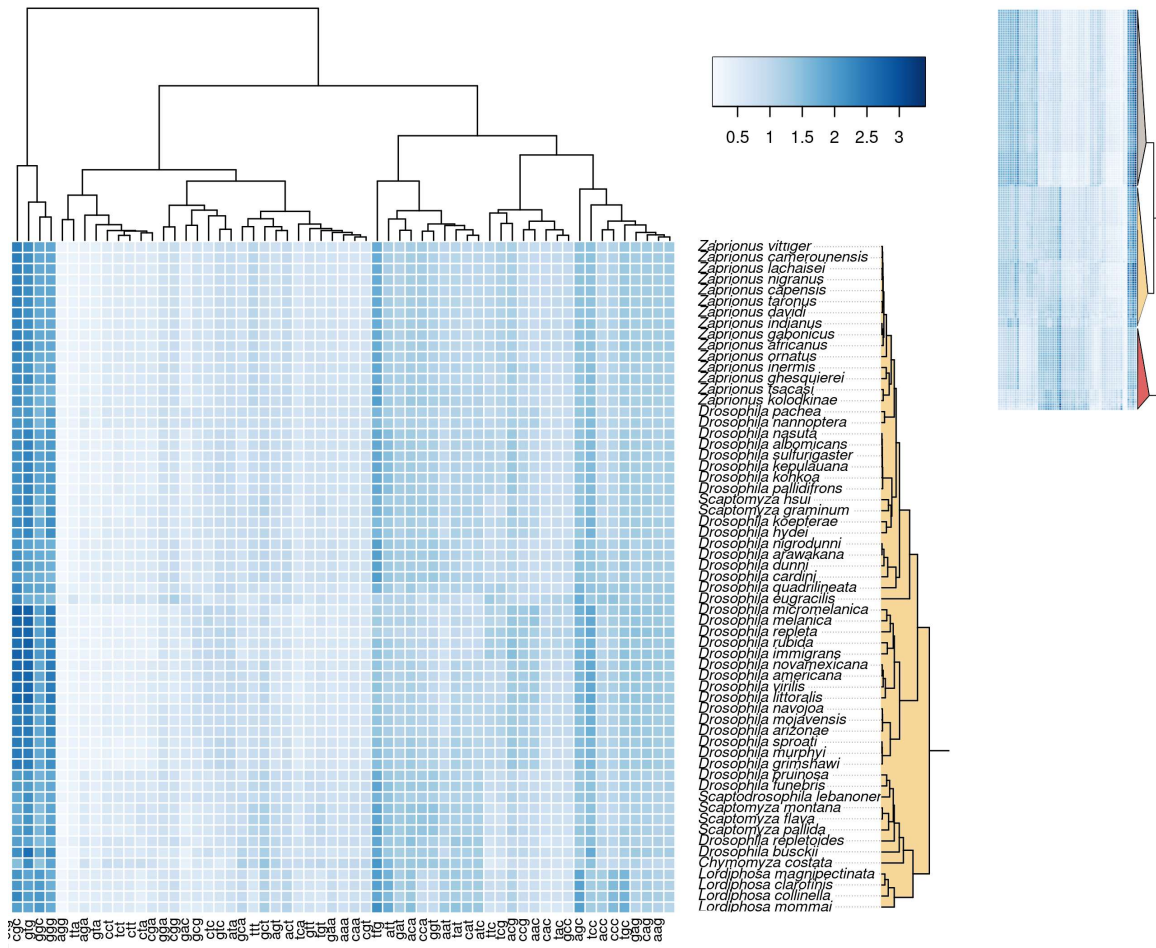 0.5 1 1.5 2 2.5 3
Zaprionus vittiger
Zaprionus camerounensis
Zaprionus lachaisei
Zaprionus nigranus
Zaprionus capensis
Zaprionus taronus
Zaprionus davidi
Zaprionus indianus
Zaprionus gabonicus
Zaprionus africanus
Zaprionus ornatus
Zaprionus inermis
Zaprionus ghesquierei
Zaprionus tsacasi
Zaprionus kolodkinae
Drosophila pachea
Drosophila nannoptera
Drosophila nasuta
Drosophila albomicans
Drosophila sulfurigaster
Drosophila kepulauana
Drosophila kohkoa
Drosophila pallidifrons
Scaptomyza hsui
Scaptomyza graminum
Drosophila koepferae
Drosophila hydei
Drosophila nigrodunni
Drosophila arawakana
Drosophila dunni
Drosophila cardini
Drosophila quadrilineata
Drosophila eugracilis
Drosophila micromelanica
Drosophila melanica
Drosophila repleta
Drosophila rubida
Drosophila immigrans
Drosophila novamexicana
Drosophila americana
Drosophila virilis
Drosophila littoralis
Drosophila navojoa
Drosophila mojavensis
Drosophila arizonae
Drosophila sproati
Drosophila murphyi
Drosophila grimshawi
Drosophila prunosa
Drosophila funebris
Scaptodrosophila lebanoner
Scaptomyza montana
Scaptomyza flava
Scaptomyza pallida
Drosophila repletoides
Drosophila busckii
Chymomyza costata
Lordiphosa magnipectinata
Lordiphosa clarofinis
Lordiphosa collinella
Lordiphosa mommai
cgc gtg ggc ggg agg tta aga gta cct tct ctt cta cga gga cgg gac gcg ctc gtc ata gca ttt gct agt act tca gtt tgt gaa aaa caa cgt ttg att gat aca cca ggt aat tat cat atc ttc tcg acg ccg aac cac tac gcc agc tcc acc ccc tgc gag cag aag